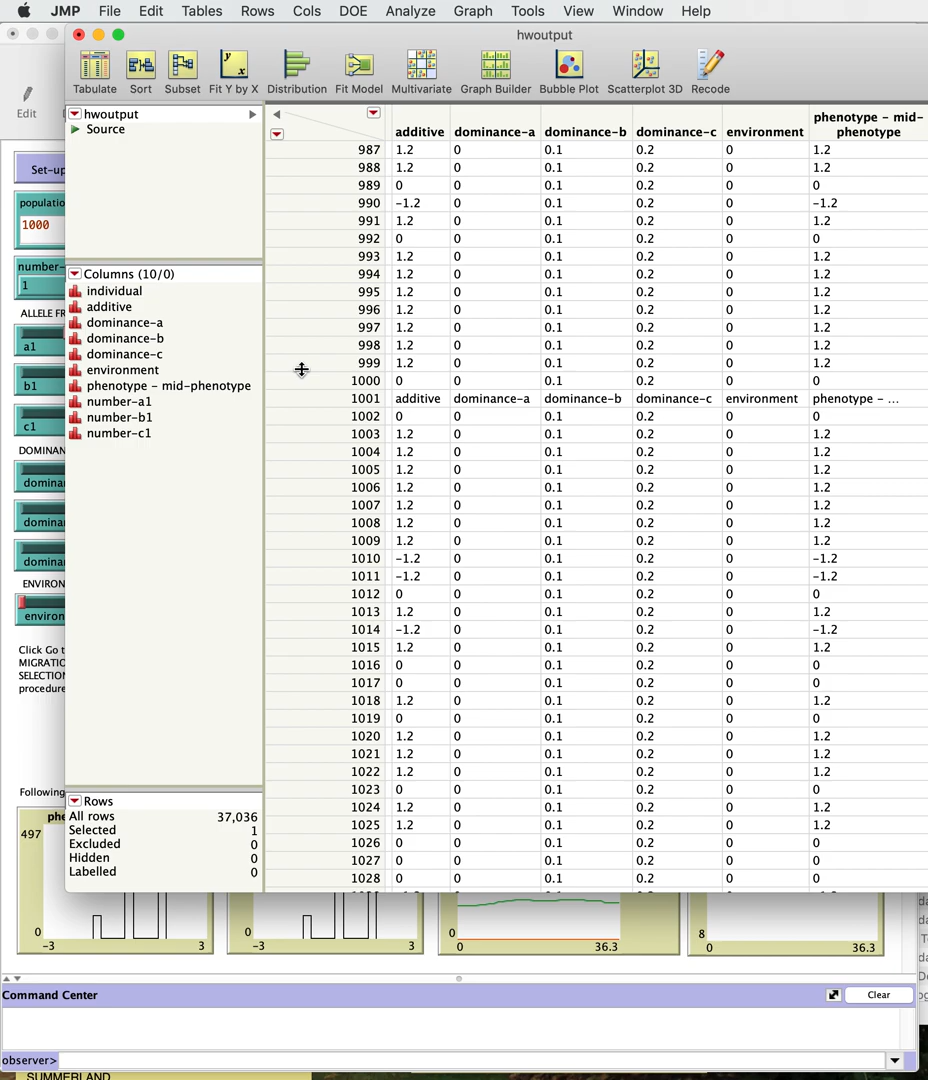 JMP File Edit Tables Rows Cols DOE Analyze Graph Tools View Window Help
hwoutput
Tabulate Sort Subset Fit Y by X Distribution Fit Model Multivariate Graph Builder Bubble Plot Scatterplot 3D Recode
Edit
Set-up
population
1000
number-
1
ALLELE FR
a1
b1
c1
DOMINAN
dominan
dominan
dominan
ENVIRON
environ
Click Go t
MIGRATIO
SELECTION
procedure
Following
hwoutput
Source
Columns (10/0)
individual
additive
dominance-a
dominance-b
dominance-c
environment
phenotype - mid-phenotype
number-a1
number-b1
number-c1
Rows
All rows 37,036
Selected 1
Excluded 0
Hidden 0
Labelled 0
additive dominance-a dominance-b dominance-c environment phenotype - mid-phenotype
987 1.2 0 0.1 0.2 0 1.2
988 1.2 0 0.1 0.2 0 1.2
989 0 0 0.1 0.2 0 0
990 -1.2 0 0.1 0.2 0 -1.2
991 1.2 0 0.1 0.2 0 1.2
992 0 0 0.1 0.2 0 0
993 1.2 0 0.1 0.2 0 1.2
994 1.2 0 0.1 0.2 0 1.2
995 1.2 0 0.1 0.2 0 1.2
996 1.2 0 0.1 0.2 0 1.2
997 1.2 0 0.1 0.2 0 1.2
998 1.2 0 0.1 0.2 0 1.2
999 1.2 0 0.1 0.2 0 1.2
1000 0 0 0.1 0.2 0 0
1001 additive dominance-a dominance-b dominance-c environment phenotype - ...
1002 0 0 0.1 0.2 0 0
1003 1.2 0 0.1 0.2 0 1.2
1004 1.2 0 0.1 0.2 0 1.2
1005 1.2 0 0.1 0.2 0 1.2
1006 1.2 0 0.1 0.2 0 1.2
1007 1.2 0 0.1 0.2 0 1.2
1008 1.2 0 0.1 0.2 0 1.2
1009 1.2 0 0.1 0.2 0 1.2
1010 -1.2 0 0.1 0.2 0 -1.2
1011 -1.2 0 0.1 0.2 0 -1.2
1012 0 0 0.1 0.2 0 0
1013 1.2 0 0.1 0.2 0 1.2
1014 -1.2 0 0.1 0.2 0 -1.2
1015 1.2 0 0.1 0.2 0 1.2
1016 0 0 0.1 0.2 0 0
1017 0 0 0.1 0.2 0 0
1018 1.2 0 0.1 0.2 0 1.2
1019 0 0 0.1 0.2 0 0
1020 1.2 0 0.1 0.2 0 1.2
1021 1.2 0 0.1 0.2 0 1.2
1022 1.2 0 0.1 0.2 0 1.2
1023 0 0 0.1 0.2 0 0
1024 1.2 0 0.1 0.2 0 1.2
1025 1.2 0 0.1 0.2 0 1.2
1026 0 0 0.1 0.2 0 0
1027 0 0 0.1 0.2 0 0
1028 0 0 0.1 0.2 0 0
phe
497
0
-3 3
0
-3 3
0
0 36.3
8
0 36.3
Command Center
Clear
observer>
SUMMERLAND